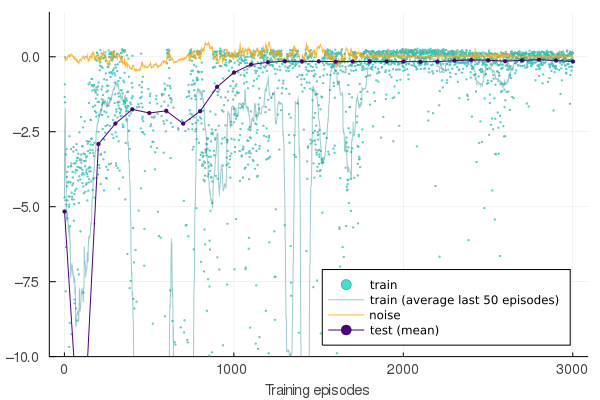 0.0
−2.5
−5.0
−7.5
−10.0
0
1000
2000
3000
Training episodes
train
train (average last 50 episodes)
noise
test (mean)